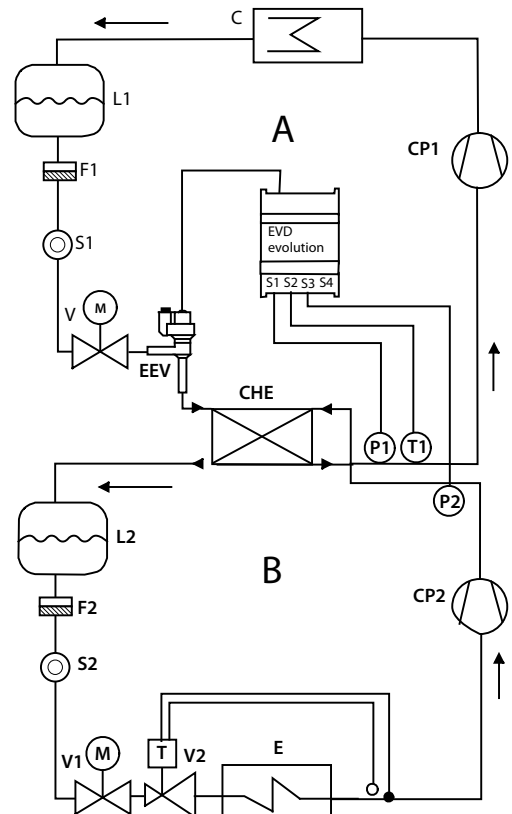 C
L1
A
CP1
F1
EVD
evolution
S1
S1 S2 S3 S4
V
M
EEV
CHE
P1
T1
P2
L2
B
CP2
F2
S2
V1
M
T
V2
E